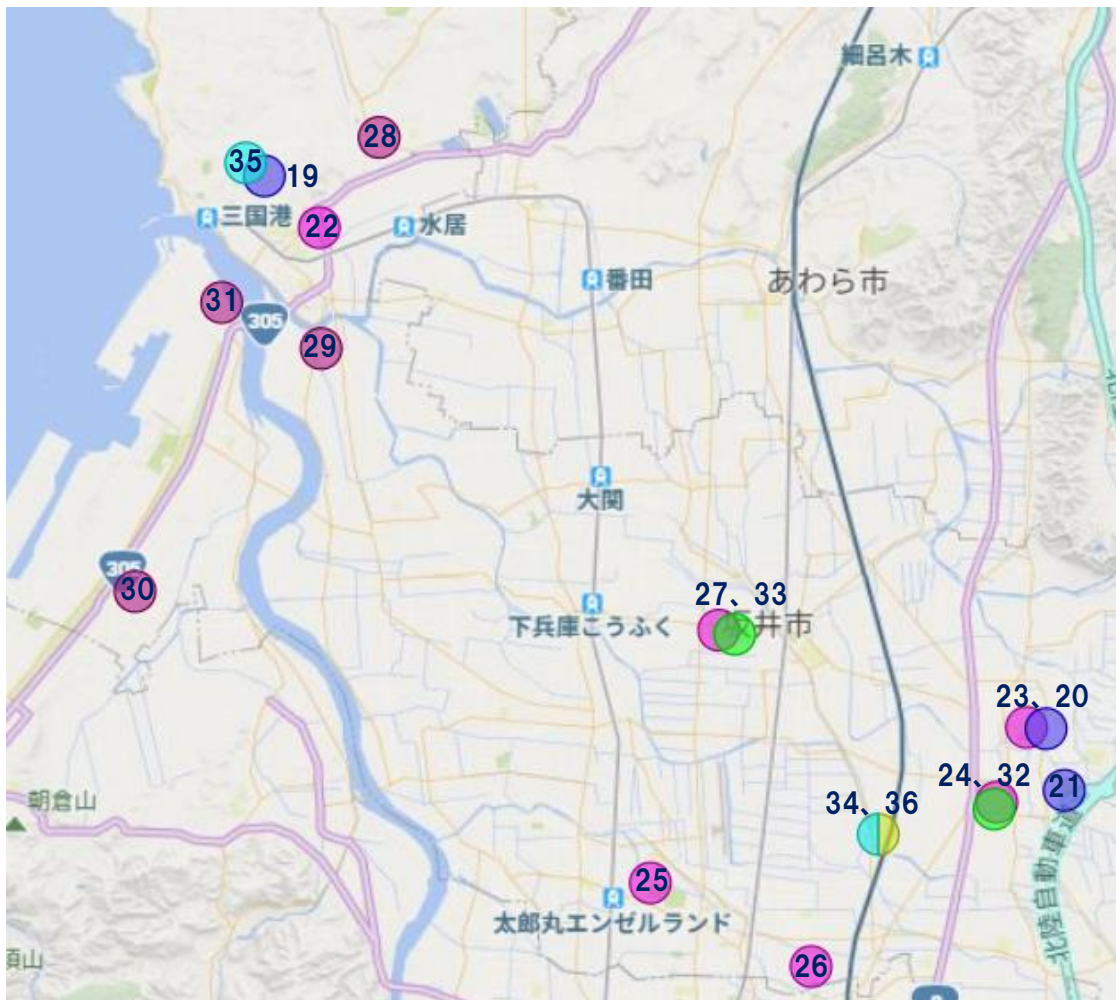 細呂木
28
35
19
三国港
22
水居
番田
あわら市
31
305
29
大関
305
30
27、33
下兵庫こうふく
坂井市
23、20
24、32
21
朝倉山
34、36
25
太郎丸エンゼルランド
北陸自動車道
26